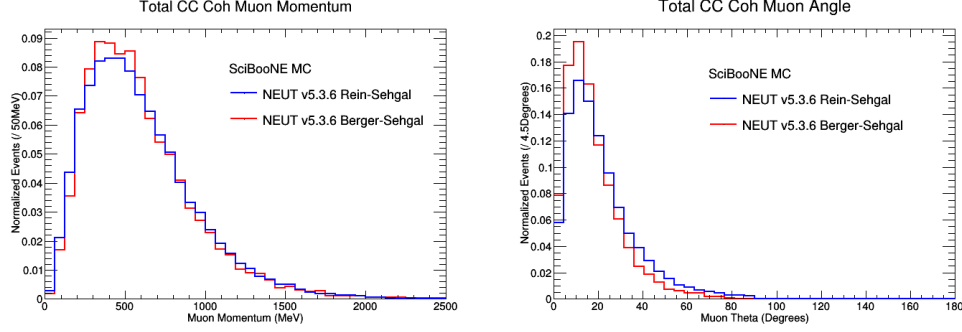 Total CC Coh Muon Momentum
Normalized Events (/ 50MeV)
0.09
0.08
0.07
0.06
0.05
0.04
0.03
0.02
0.01
0
SciBooNE MC
NEUT v5.3.6 Rein-Sehgal
NEUT v5.3.6 Berger-Sehgal
0 500 1000 1500 2000 2500
Muon Momentum (MeV)
Total CC Coh Muon Angle
Normalized Events (/ 4.5Degrees)
0.2
0.18
0.16
0.14
0.12
0.1
0.08
0.06
0.04
0.02
0
SciBooNE MC
NEUT v5.3.6 Rein-Sehgal
NEUT v5.3.6 Berger-Sehgal
0 20 40 60 80 100 120 140 160 180
Muon Theta (Degrees)